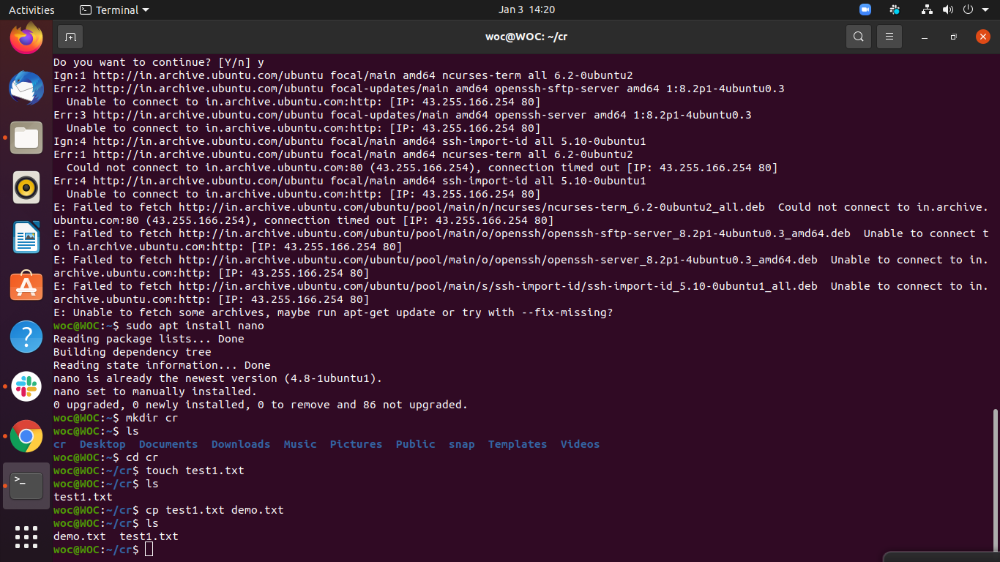 Activities
Terminal
Jan 3 14:20
woc@WOC: ~/cr
Do you want to continue? [Y/n] y
Ign:1 http://in.archive.ubuntu.com/ubuntu focal/main amd64 ncurses-term all 6.2-0ubuntu2
Err:2 http://in.archive.ubuntu.com/ubuntu focal-updates/main amd64 openssh-sftp-server amd64 1:8.2p1-4ubuntu0.3
  Unable to connect to in.archive.ubuntu.com:http: [IP: 43.255.166.254 80]
Err:3 http://in.archive.ubuntu.com/ubuntu focal-updates/main amd64 openssh-server amd64 1:8.2p1-4ubuntu0.3
  Unable to connect to in.archive.ubuntu.com:http: [IP: 43.255.166.254 80]
Ign:4 http://in.archive.ubuntu.com/ubuntu focal/main amd64 ssh-import-id all 5.10-0ubuntu1
Err:1 http://in.archive.ubuntu.com/ubuntu focal/main amd64 ncurses-term all 6.2-0ubuntu2
  Could not connect to in.archive.ubuntu.com:80 (43.255.166.254), connection timed out [IP: 43.255.166.254 80]
Err:4 http://in.archive.ubuntu.com/ubuntu focal/main amd64 ssh-import-id all 5.10-0ubuntu1
  Unable to connect to in.archive.ubuntu.com:http: [IP: 43.255.166.254 80]
E: Failed to fetch http://in.archive.ubuntu.com/ubuntu/pool/main/n/ncurses/ncurses-term_6.2-0ubuntu2_all.deb  Could not connect to in.archive.
ubuntu.com:80 (43.255.166.254), connection timed out [IP: 43.255.166.254 80]
E: Failed to fetch http://in.archive.ubuntu.com/ubuntu/pool/main/o/openssh/openssh-sftp-server_8.2p1-4ubuntu0.3_amd64.deb  Unable to connect t
o in.archive.ubuntu.com:http: [IP: 43.255.166.254 80]
E: Failed to fetch http://in.archive.ubuntu.com/ubuntu/pool/main/o/openssh/openssh-server_8.2p1-4ubuntu0.3_amd64.deb  Unable to connect to in.
archive.ubuntu.com:http: [IP: 43.255.166.254 80]
E: Failed to fetch http://in.archive.ubuntu.com/ubuntu/pool/main/s/ssh-import-id/ssh-import-id_5.10-0ubuntu1_all.deb  Unable to connect to in.
archive.ubuntu.com:http: [IP: 43.255.166.254 80]
E: Unable to fetch some archives, maybe run apt-get update or try with --fix-missing?
woc@WOC:~$ sudo apt install nano
Reading package lists... Done
Building dependency tree
Reading state information... Done
nano is already the newest version (4.8-1ubuntu1).
nano set to manually installed.
0 upgraded, 0 newly installed, 0 to remove and 86 not upgraded.
woc@WOC:~$ mkdir cr
woc@WOC:~$ ls
cr  Desktop  Documents  Downloads  Music  Pictures  Public  snap  Templates  Videos
woc@WOC:~$ cd cr
woc@WOC:~/cr$ touch test1.txt
woc@WOC:~/cr$ ls
test1.txt
woc@WOC:~/cr$ cp test1.txt demo.txt
woc@WOC:~/cr$ ls
demo.txt  test1.txt
woc@WOC:~/cr$